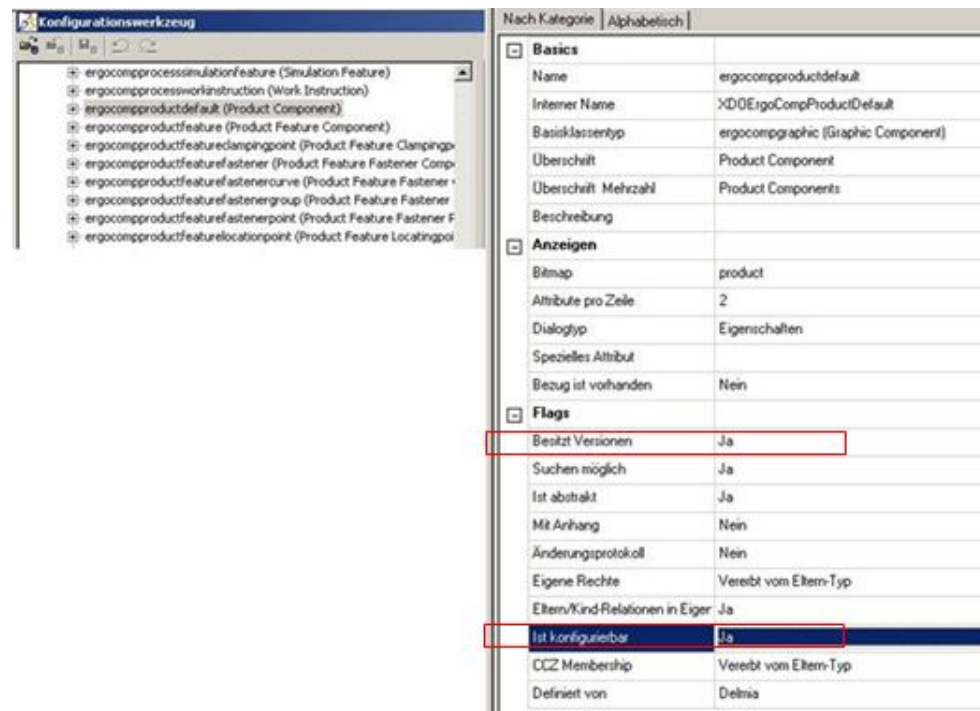 Konfigurationswerkzeug
ergocompprocesssimulationfeature (Simulation Feature)
ergocompprocessworkinstruction (Work Instruction)
ergocompproductdefault (Product Component)
ergocompproductfeature (Product Feature Component)
ergocompproductfeatureclampingpoint (Product Feature Clampingp
ergocompproductfeaturefastener (Product Feature Fastener Comp
ergocompproductfeaturefastenercurve (Product Feature Fastener
ergocompproductfeaturefastenergroup (Product Feature Fastener
ergocompproductfeaturefastenerpoint (Product Feature Fastener P
ergocompproductfeaturelocationpoint (Product Feature Locatingpoi
Nach Kategorie Alphabetisch
Basics
Name ergocompproductdefault
Interner Name XDOErgoCompProductDefault
Basisklassentyp ergocompgraphic (Graphic Component)
Überschrift Product Component
Überschrift Mehrzahl Product Components
Beschreibung
Anzeigen
Bitmap product
Attribute pro Zeile 2
Dialogtyp Eigenschaften
Spezielles Attribut
Bezug ist vorhanden Nein
Flags
Besitzt Versionen Ja
Suchen möglich Ja
Ist abstrakt Ja
Mit Anhang Nein
Änderungsprotokoll Nein
Eigene Rechte Vererbt vom Eltern-Typ
Eltern/Kind-Relationen in Eiger Ja
Ist konfigurierbar Ja
CCZ Membership Vererbt vom Eltern-Typ
Definiert von Delmia